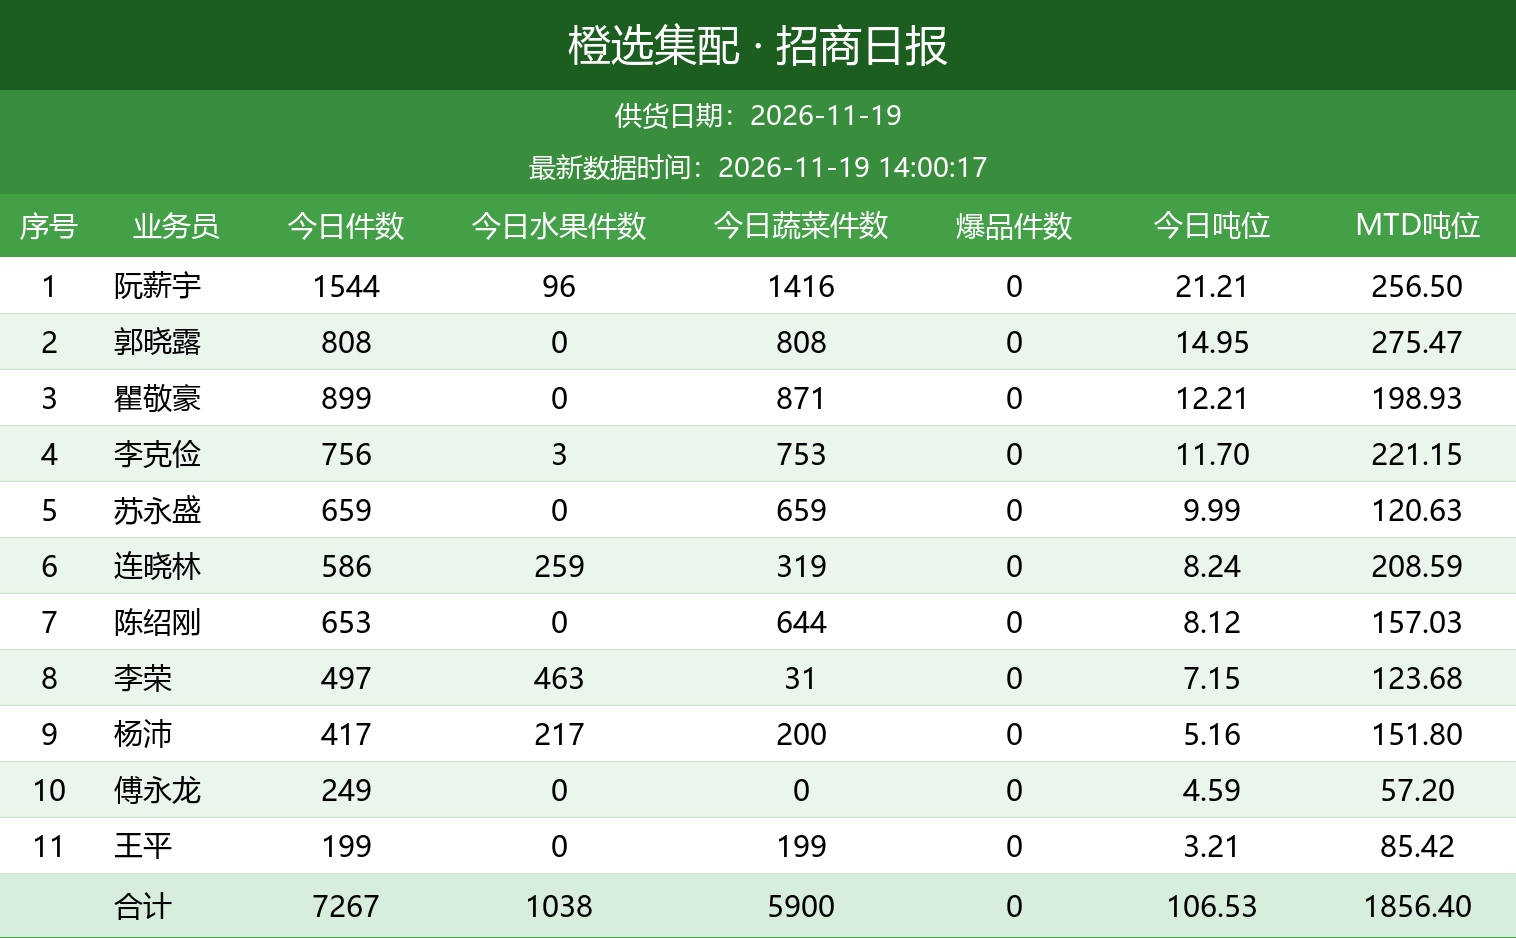 橙选集配 · 招商日报
供货日期：2026-11-19
最新数据时间：2026-11-19 14:00:17
序号 业务员 今日件数 今日水果件数 今日蔬菜件数 爆品件数 今日吨位 MTD吨位
1 阮薪宇 1544 96 1416 0 21.21 256.50
2 郭晓露 808 0 808 0 14.95 275.47
3 瞿敬豪 899 0 871 0 12.21 198.93
4 李克俭 756 3 753 0 11.70 221.15
5 苏永盛 659 0 659 0 9.99 120.63
6 连晓林 586 259 319 0 8.24 208.59
7 陈绍刚 653 0 644 0 8.12 157.03
8 李荣 497 463 31 0 7.15 123.68
9 杨沛 417 217 200 0 5.16 151.80
10 傅永龙 249 0 0 0 4.59 57.20
11 王平 199 0 199 0 3.21 85.42
合计 7267 1038 5900 0 106.53 1856.40